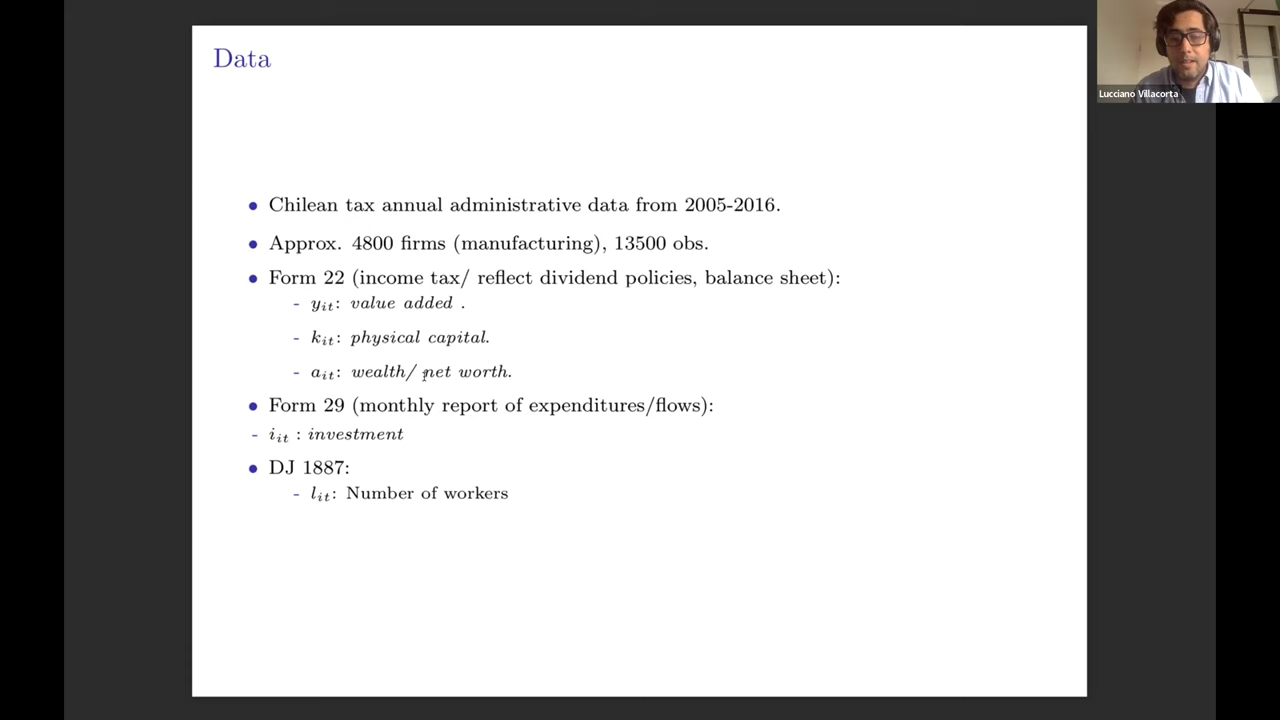 Data
Lucciano Villacorta
• Chilean tax annual administrative data from 2005-2016.
• Approx. 4800 firms (manufacturing), 13500 obs.
• Form 22 (income tax/ reflect dividend policies, balance sheet):
- y_it: value added .
- k_it: physical capital.
- a_it: wealth/ net worth.
• Form 29 (monthly report of expenditures/flows):
- i_it : investment
• DJ 1887:
- l_it: Number of workers